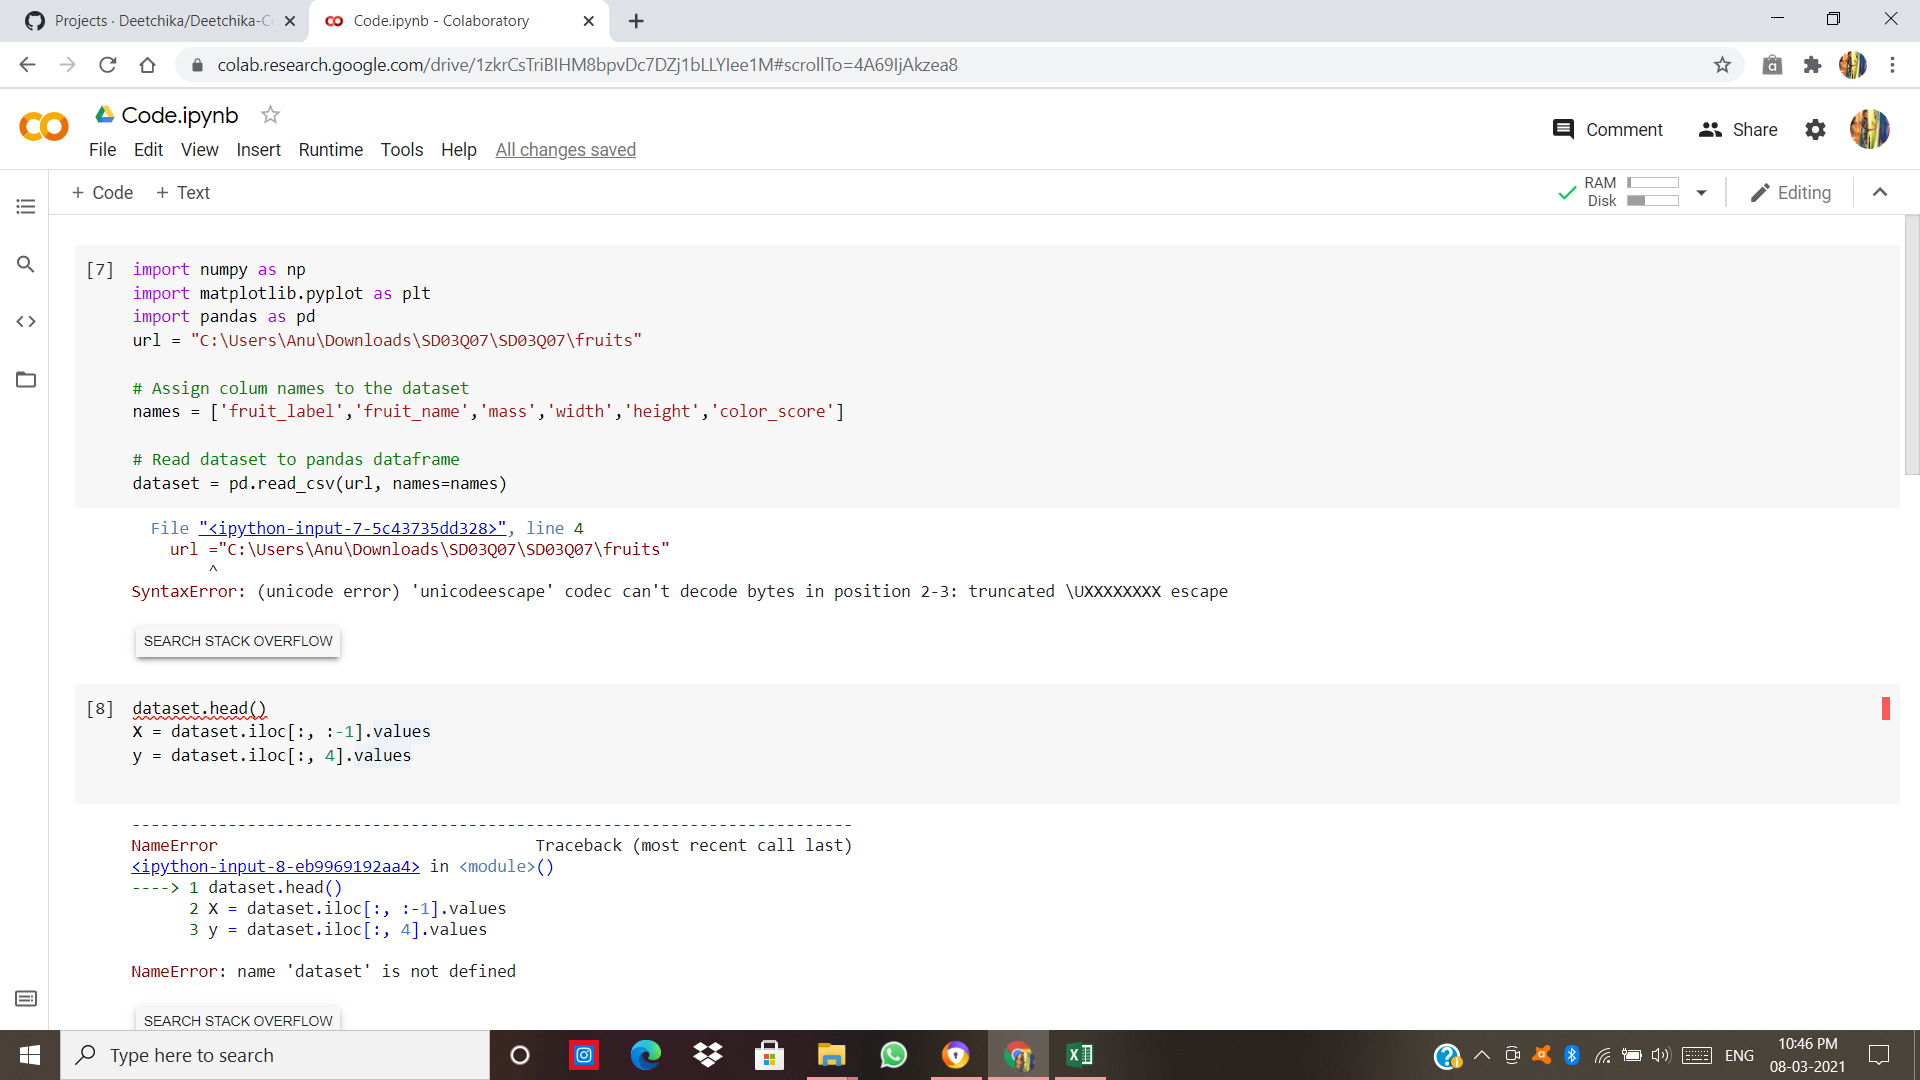 Projects · Deetchika/Deetchika-C
Code.ipynb - Colaboratory
colab.research.google.com/drive/1zkrCsTriBIHM8bpvDc7DZj1bLLYIee1M#scrollTo=4A69IjAkzea8
Code.ipynb
Comment Share
File Edit View Insert Runtime Tools Help All changes saved
+ Code + Text
RAM
Disk
Editing
[7] import numpy as np
import matplotlib.pyplot as plt
import pandas as pd
url = "C:\Users\Anu\Downloads\SD03Q07\SD03Q07\fruits"
# Assign colum names to the dataset
names = ['fruit_label','fruit_name','mass','width','height','color_score']
# Read dataset to pandas dataframe
dataset = pd.read_csv(url, names=names)
File "<ipython-input-7-5c43735dd328>", line 4
url ="C:\Users\Anu\Downloads\SD03Q07\SD03Q07\fruits"
^
SyntaxError: (unicode error) 'unicodeescape' codec can't decode bytes in position 2-3: truncated \UXXXXXXXX escape
SEARCH STACK OVERFLOW
[8] dataset.head()
X = dataset.iloc[:, :-1].values
y = dataset.iloc[:, 4].values
---------------------------------------------------------------------------
NameError Traceback (most recent call last)
<ipython-input-8-eb9969192aa4> in <module>()
----> 1 dataset.head()
2 X = dataset.iloc[:, :-1].values
3 y = dataset.iloc[:, 4].values
NameError: name 'dataset' is not defined
SEARCH STACK OVERFLOW
Type here to search
ENG
10:46 PM
08-03-2021